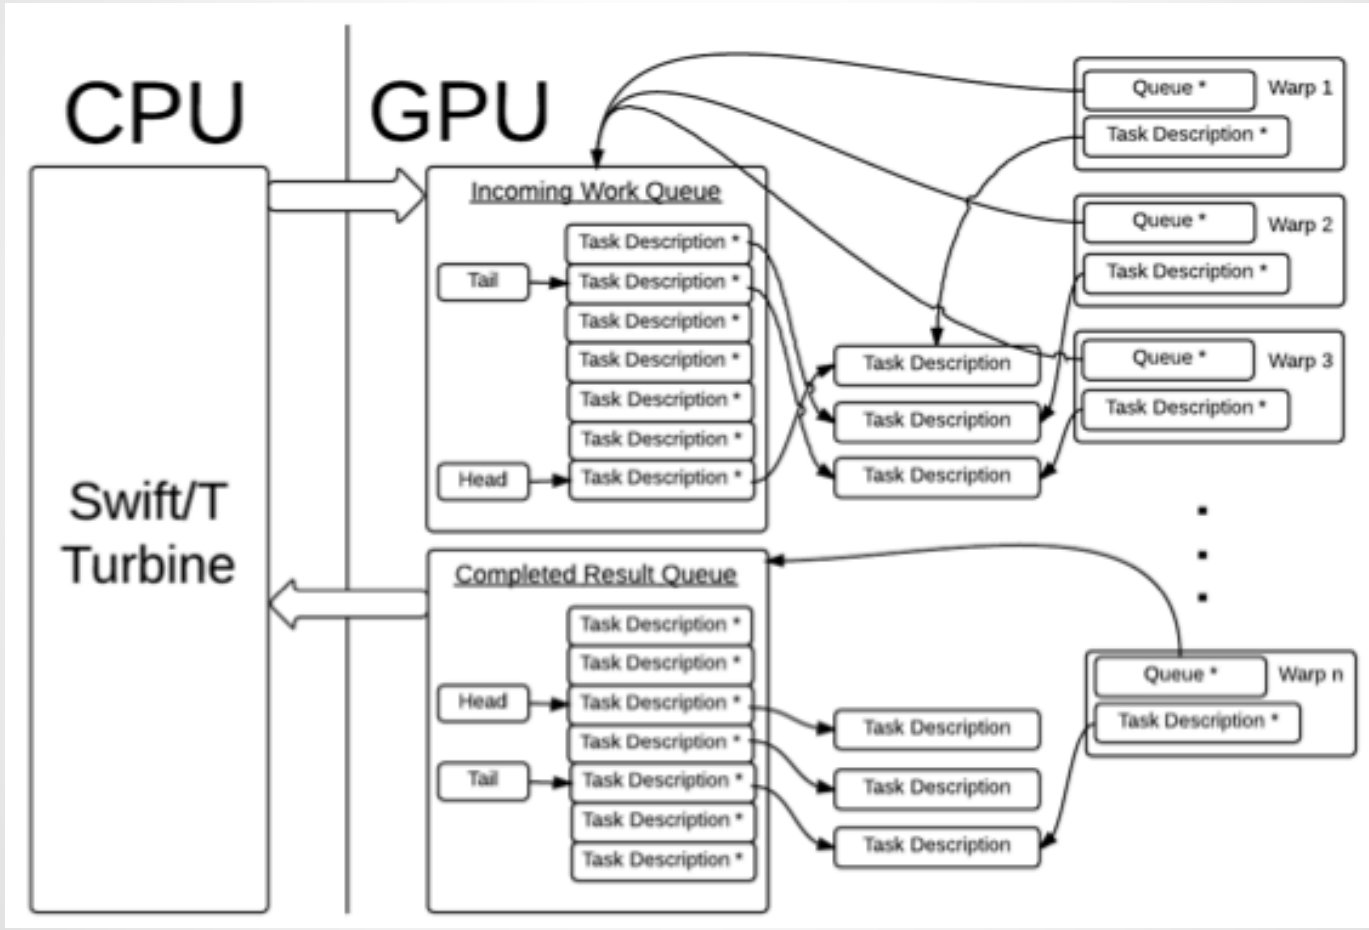 CPU
GPU
Swift/T
Turbine
Incoming Work Queue
Task Description *
Tail
Task Description *
Task Description *
Task Description *
Task Description *
Task Description *
Head
Task Description *
Completed Result Queue
Task Description *
Task Description *
Head
Task Description *
Task Description *
Tail
Task Description *
Task Description *
Task Description *
Task Description
Task Description
Task Description
Task Description
Task Description
Task Description
Queue *
Warp 1
Task Description *
Queue *
Warp 2
Task Description *
Queue *
Warp 3
Task Description *
Queue *
Warp n
Task Description *